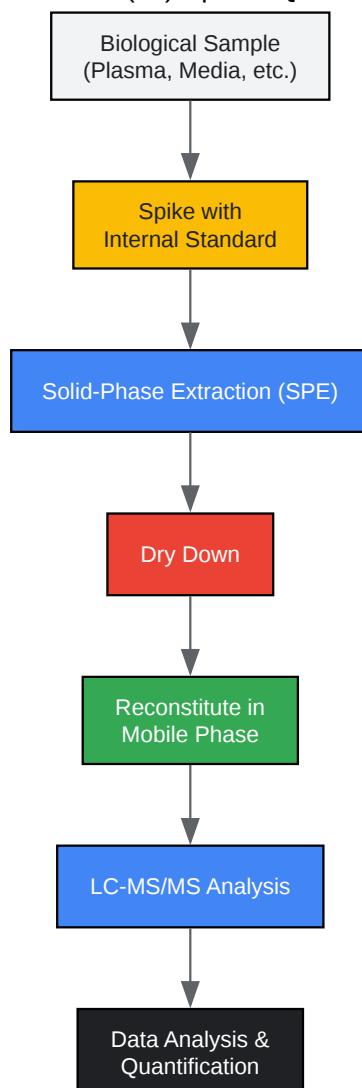 Biological Sample
(Plasma, Media, etc.)
Spike with
Internal Standard
Solid-Phase Extraction (SPE)
Dry Down
Reconstitute in
Mobile Phase
LC-MS/MS Analysis
Data Analysis &
Quantification